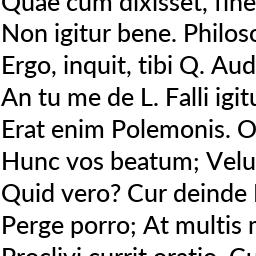 Quae cum dixisset, fine
Non igitur bene. Philoso
Ergo, inquit, tibi Q. Aud
An tu me de L. Falli igitu
Erat enim Polemonis. O
Hunc vos beatum; Velu
Quid vero? Cur deinde
Perge porro; At multis
Proclivi currit oratio.